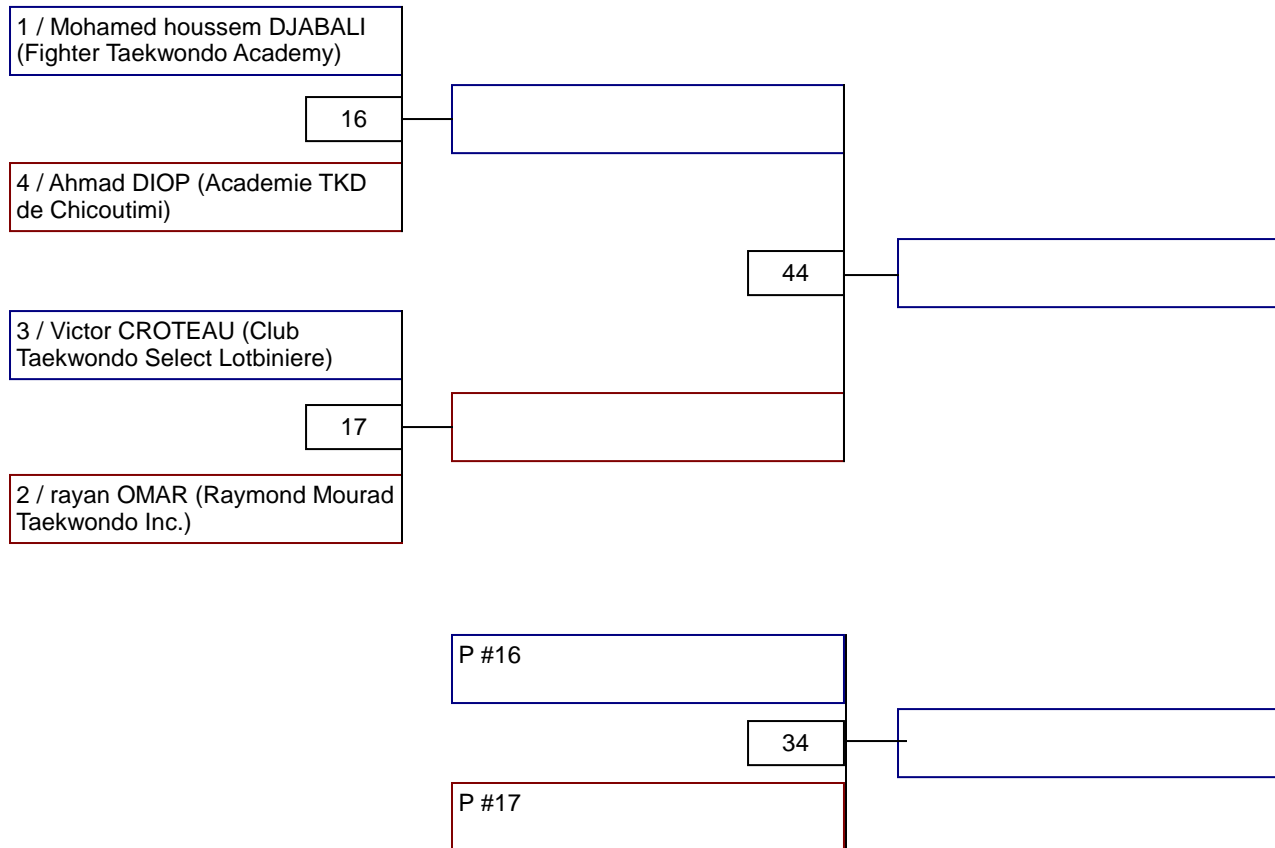 1 / Mohamed houssem DJABALI
(Fighter Taekwondo Academy)
16
4 / Ahmad DIOP (Academie TKD
de Chicoutimi)
44
3 / Victor CROTEAU (Club
Taekwondo Select Lotbiniere)
17
2 / rayan OMAR (Raymond Mourad
Taekwondo Inc.)
P #16
34
P #17